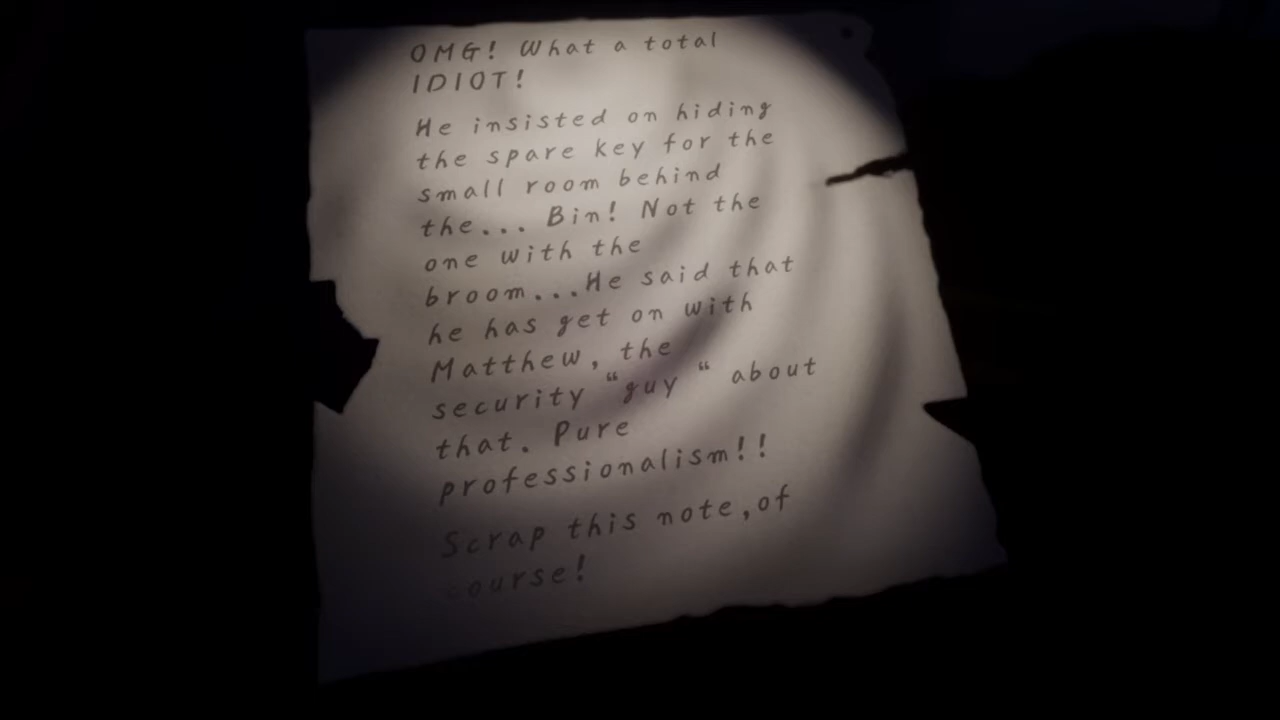 OMG! What a total
IDIOT!
He insisted on hiding
the spare key for the
small room behind
the... Bin! Not the
one with the
broom...He said that
he has get on with
Matthew, the
security “guy “ about
that. Pure
professionalism!!
Scrap this note,of
course!